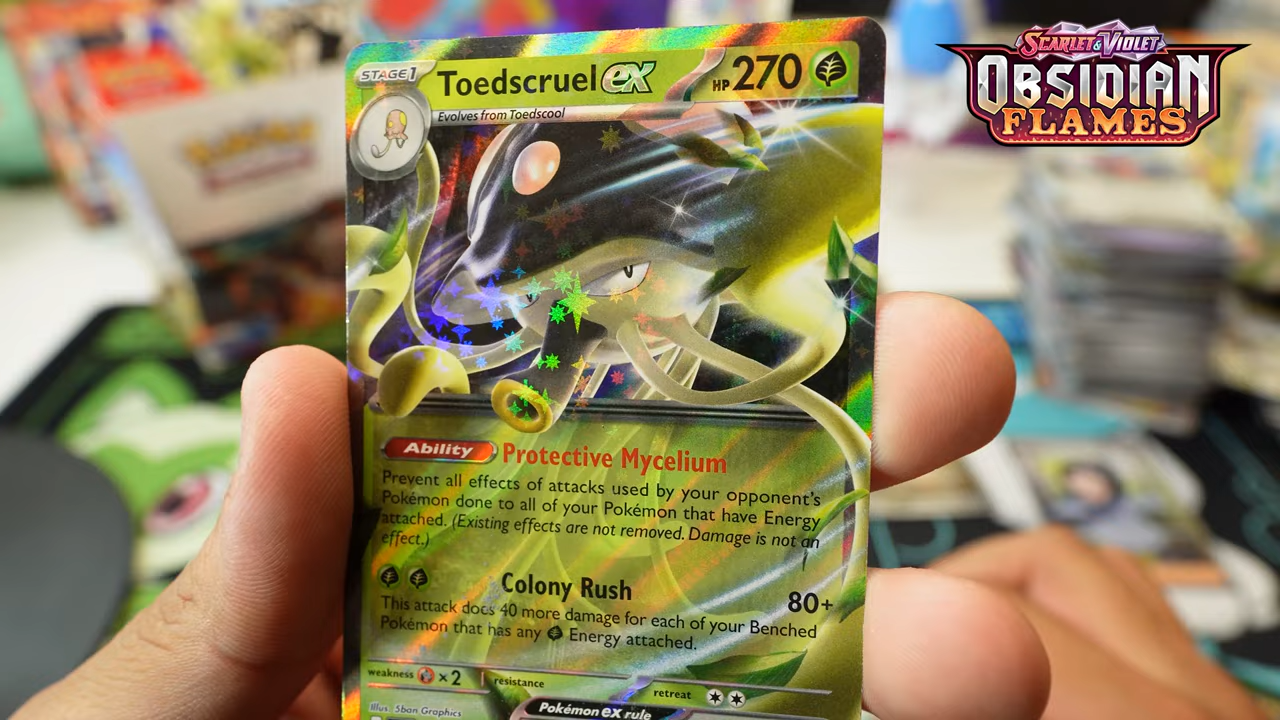 SCARLET & VIOLET
OBSIDIAN
FLAMES
STAGE 1
Toedscruel ex
HP 270
Evolves from Toedscool
Ability Protective Mycelium
Prevent all effects of attacks used by your opponent's
Pokémon done to all of your Pokémon that have Energy
attached. (Existing effects are not removed. Damage is not an
effect.)
Colony Rush 80+
This attack does 40 more damage for each of your Benched
Pokémon that has any Energy attached.
weakness ×2 resistance retreat
Illus. 5ban Graphics
Pokémon ex rule